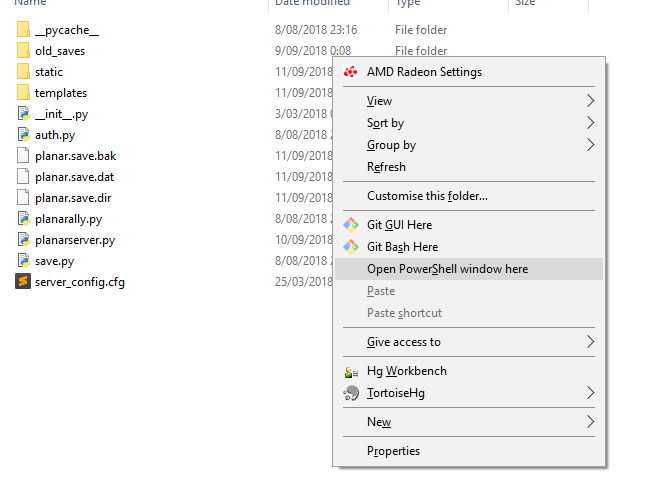 Name Date modified Type Size
__pycache__ 8/08/2018 23:16 File folder
old_saves 9/09/2018 0:08 File folder
static 11/09/2018
templates 11/09/2018
__init__.py 3/03/2018
auth.py 8/08/2018
planar.save.bak 11/09/2018
planar.save.dat 11/09/2018
planar.save.dir 11/09/2018
planarally.py 8/08/2018
planarserver.py 10/09/2018
save.py 8/08/2018
server_config.cfg 25/03/2018
AMD Radeon Settings
View
Sort by
Group by
Refresh
Customise this folder...
Git GUI Here
Git Bash Here
Open PowerShell window here
Paste
Paste shortcut
Give access to
Hg Workbench
TortoiseHg
New
Properties